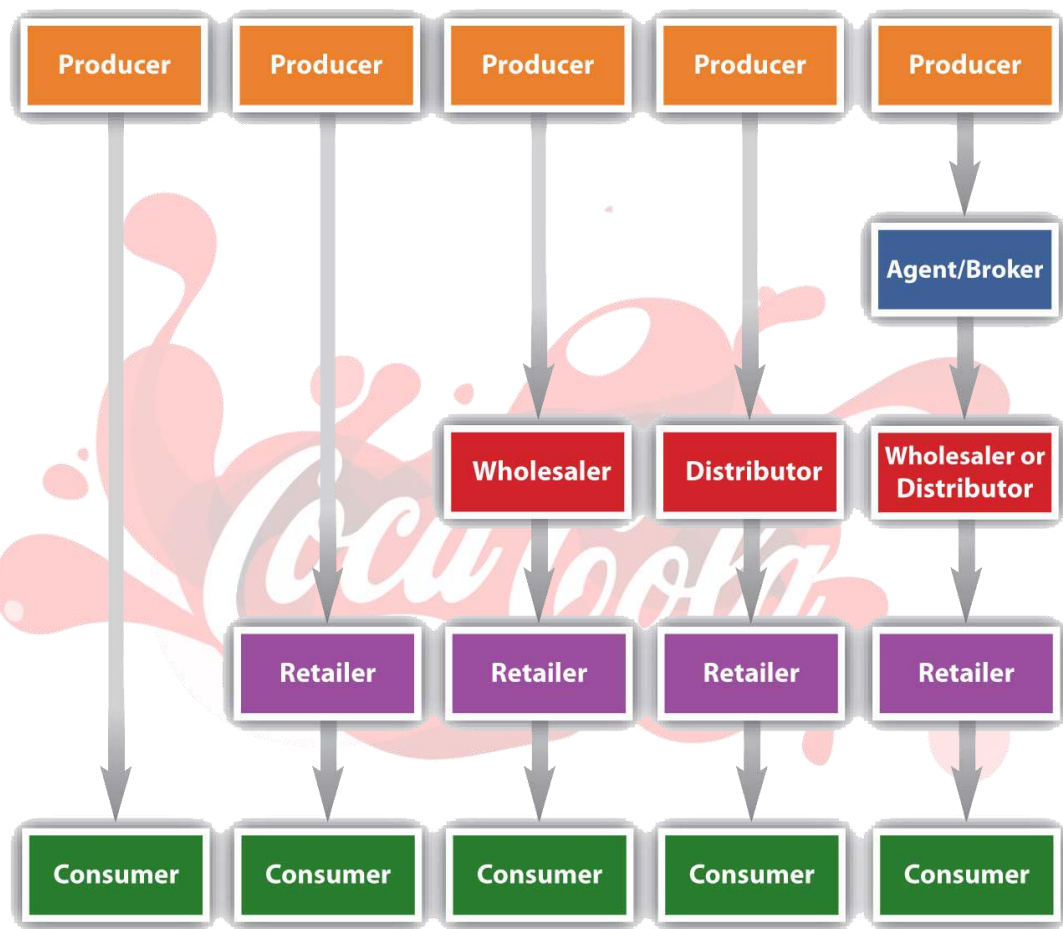 Producer Producer Producer Producer Producer
Agent/Broker
Wholesaler Distributor Wholesaler or
Distributor
Retailer Retailer Retailer Retailer
Coca Cola
Consumer Consumer Consumer Consumer Consumer